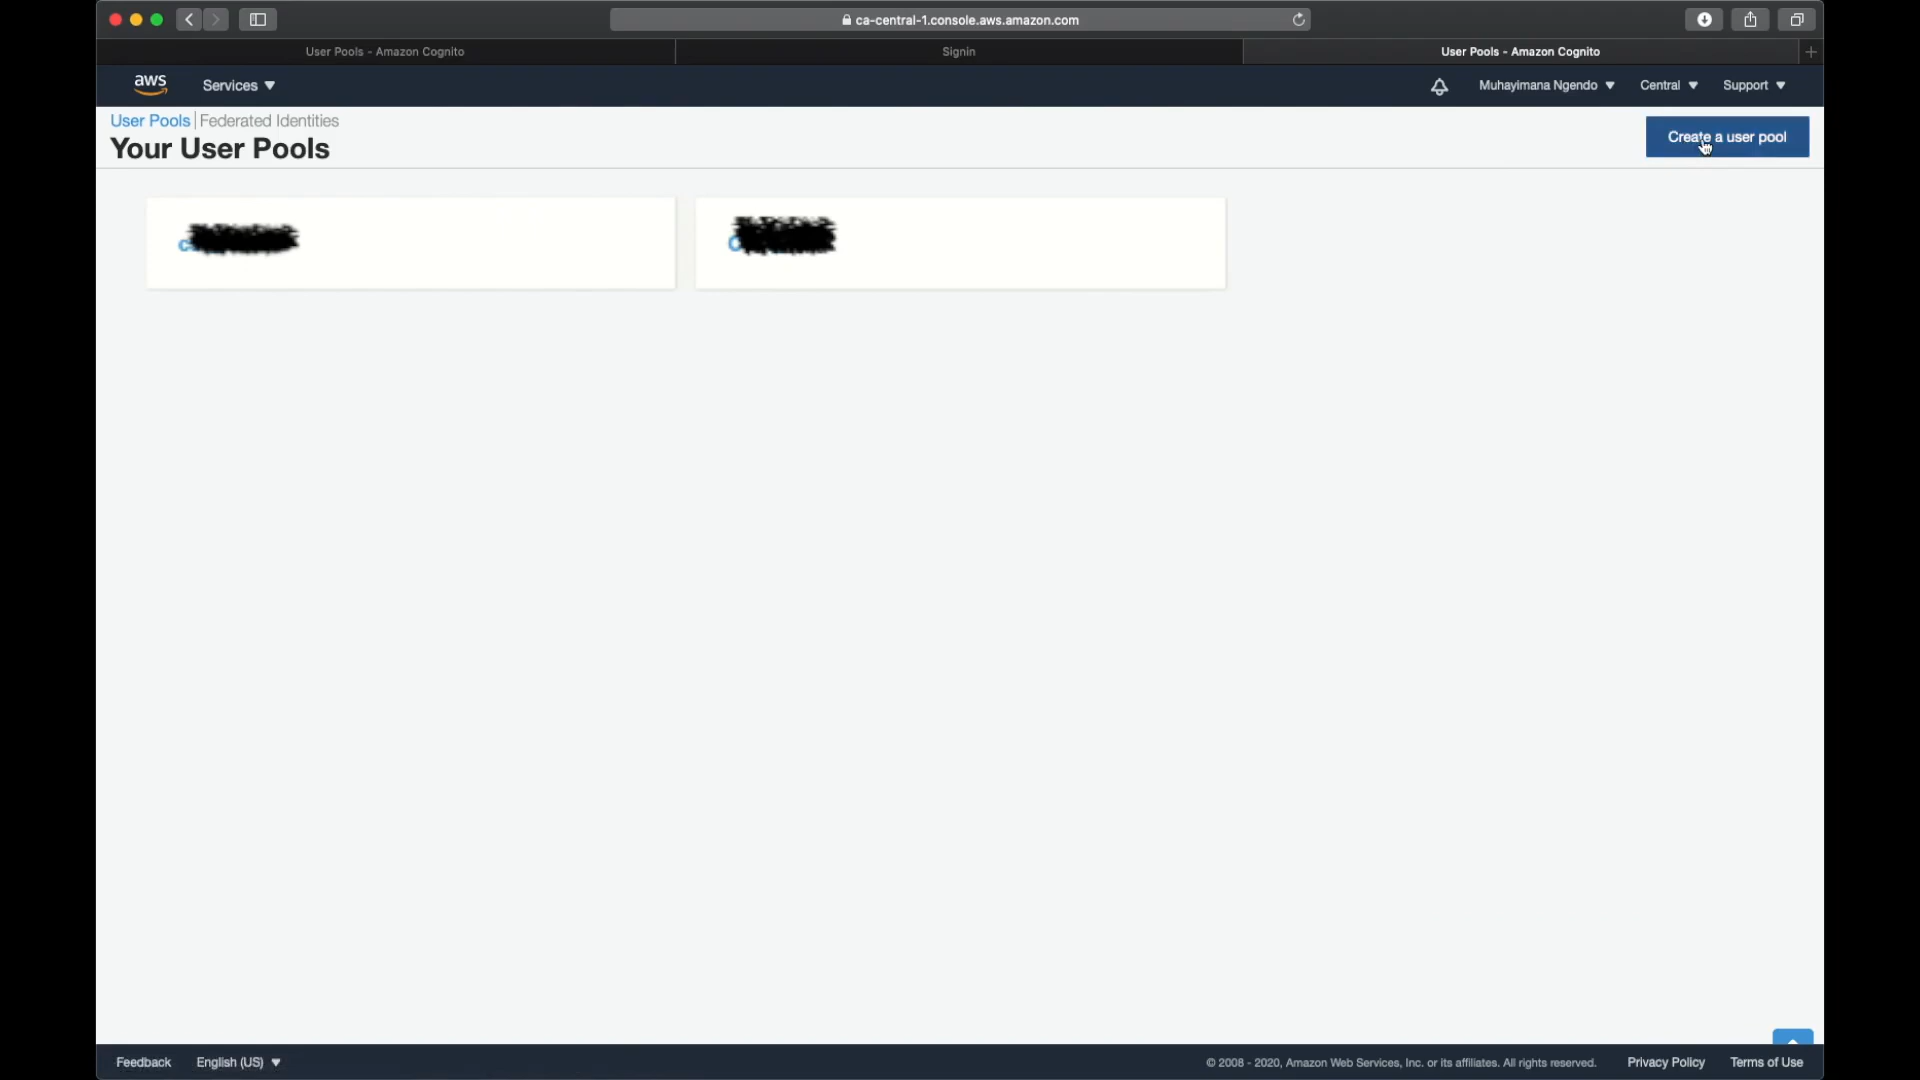 ca-central-1.console.aws.amazon.com
User Pools - Amazon Cognito
Signin
User Pools - Amazon Cognito
aws
Services
Muhayimana Ngendo
Central
Support
User Pools
Federated Identities
Your User Pools
Create a user pool
Feedback
English (US)
© 2008 - 2020, Amazon Web Services, Inc. or its affiliates. All rights reserved.
Privacy Policy
Terms of Use